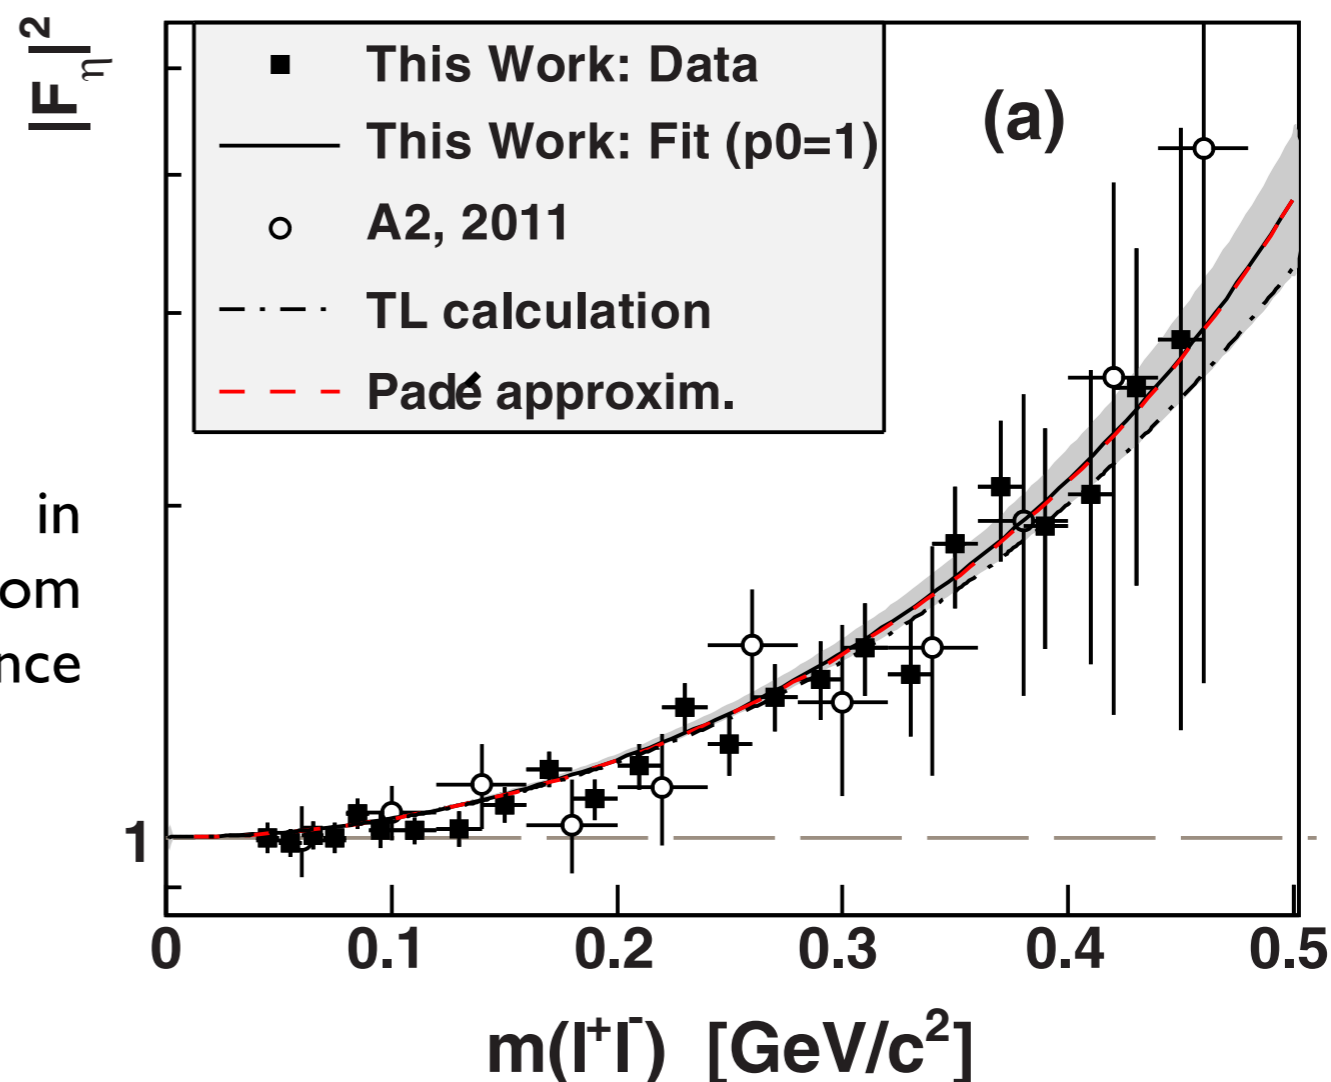 |F η|²
This Work: Data
This Work: Fit (p0=1)
A2, 2011
TL calculation
Padé approxim.
(a)
in
om
nce
1
0 0.1 0.2 0.3 0.4 0.5
m(l⁺l⁻) [GeV/c²]